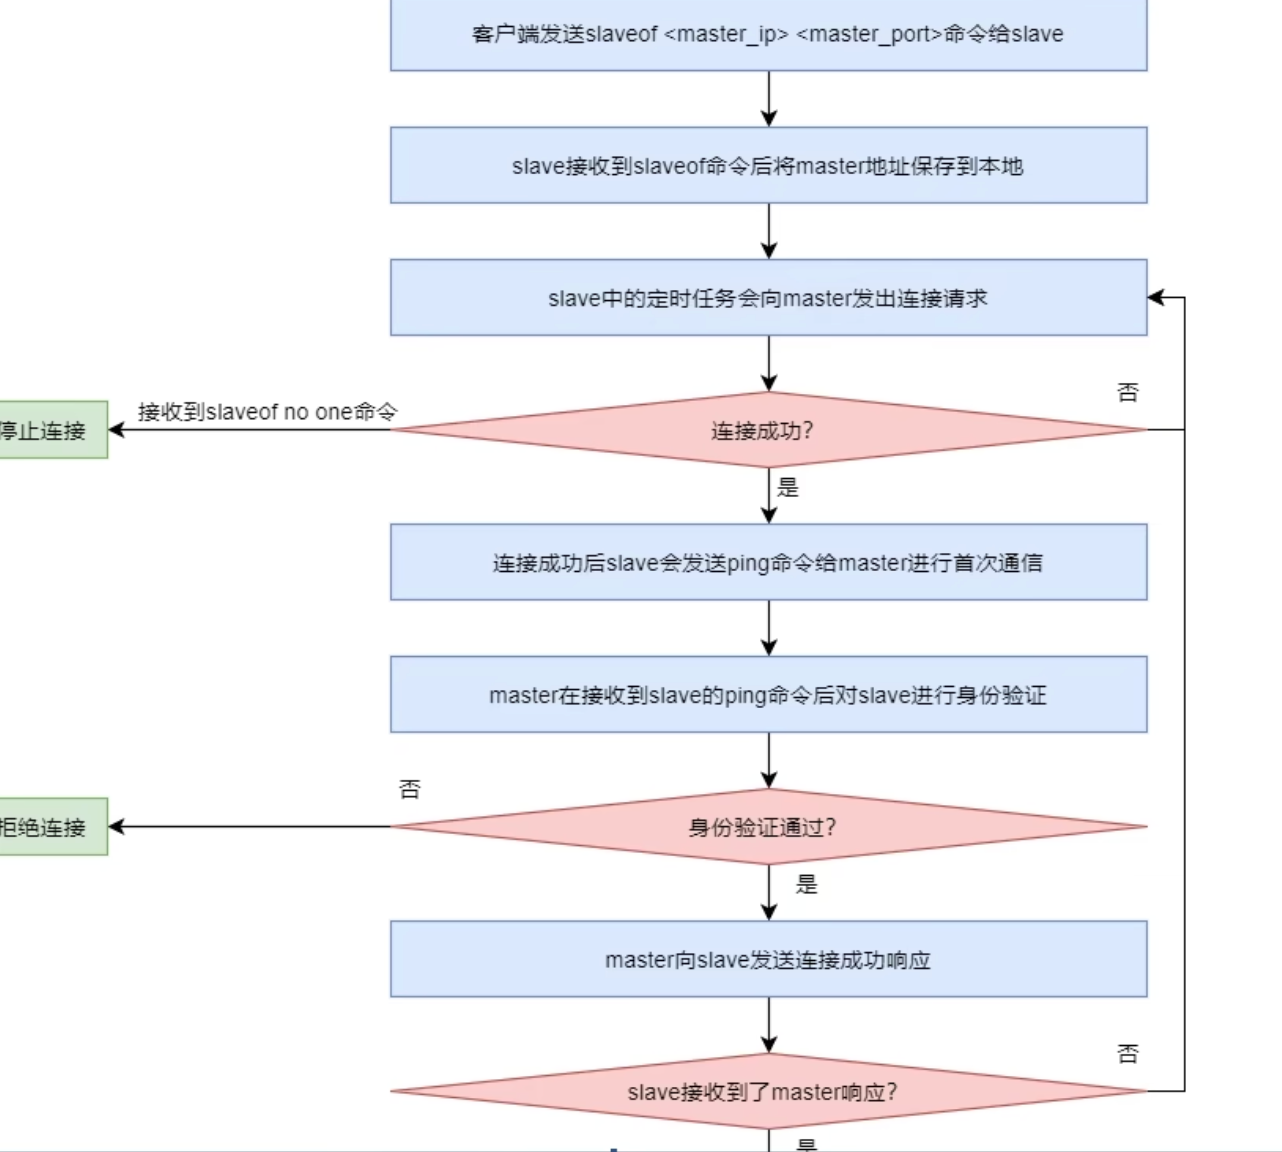 客户端发送slaveof <master_ip> <master_port>命令给slave
slave接收到slaveof命令后将master地址保存到本地
slave中的定时任务会向master发出连接请求
否
接收到slaveof no one命令
停止连接
连接成功?
是
连接成功后slave会发送ping命令给master进行首次通信
master在接收到slave的ping命令后对slave进行身份验证
否
拒绝连接
身份验证通过?
是
master向slave发送连接成功响应
否
slave接收到了master响应?
是